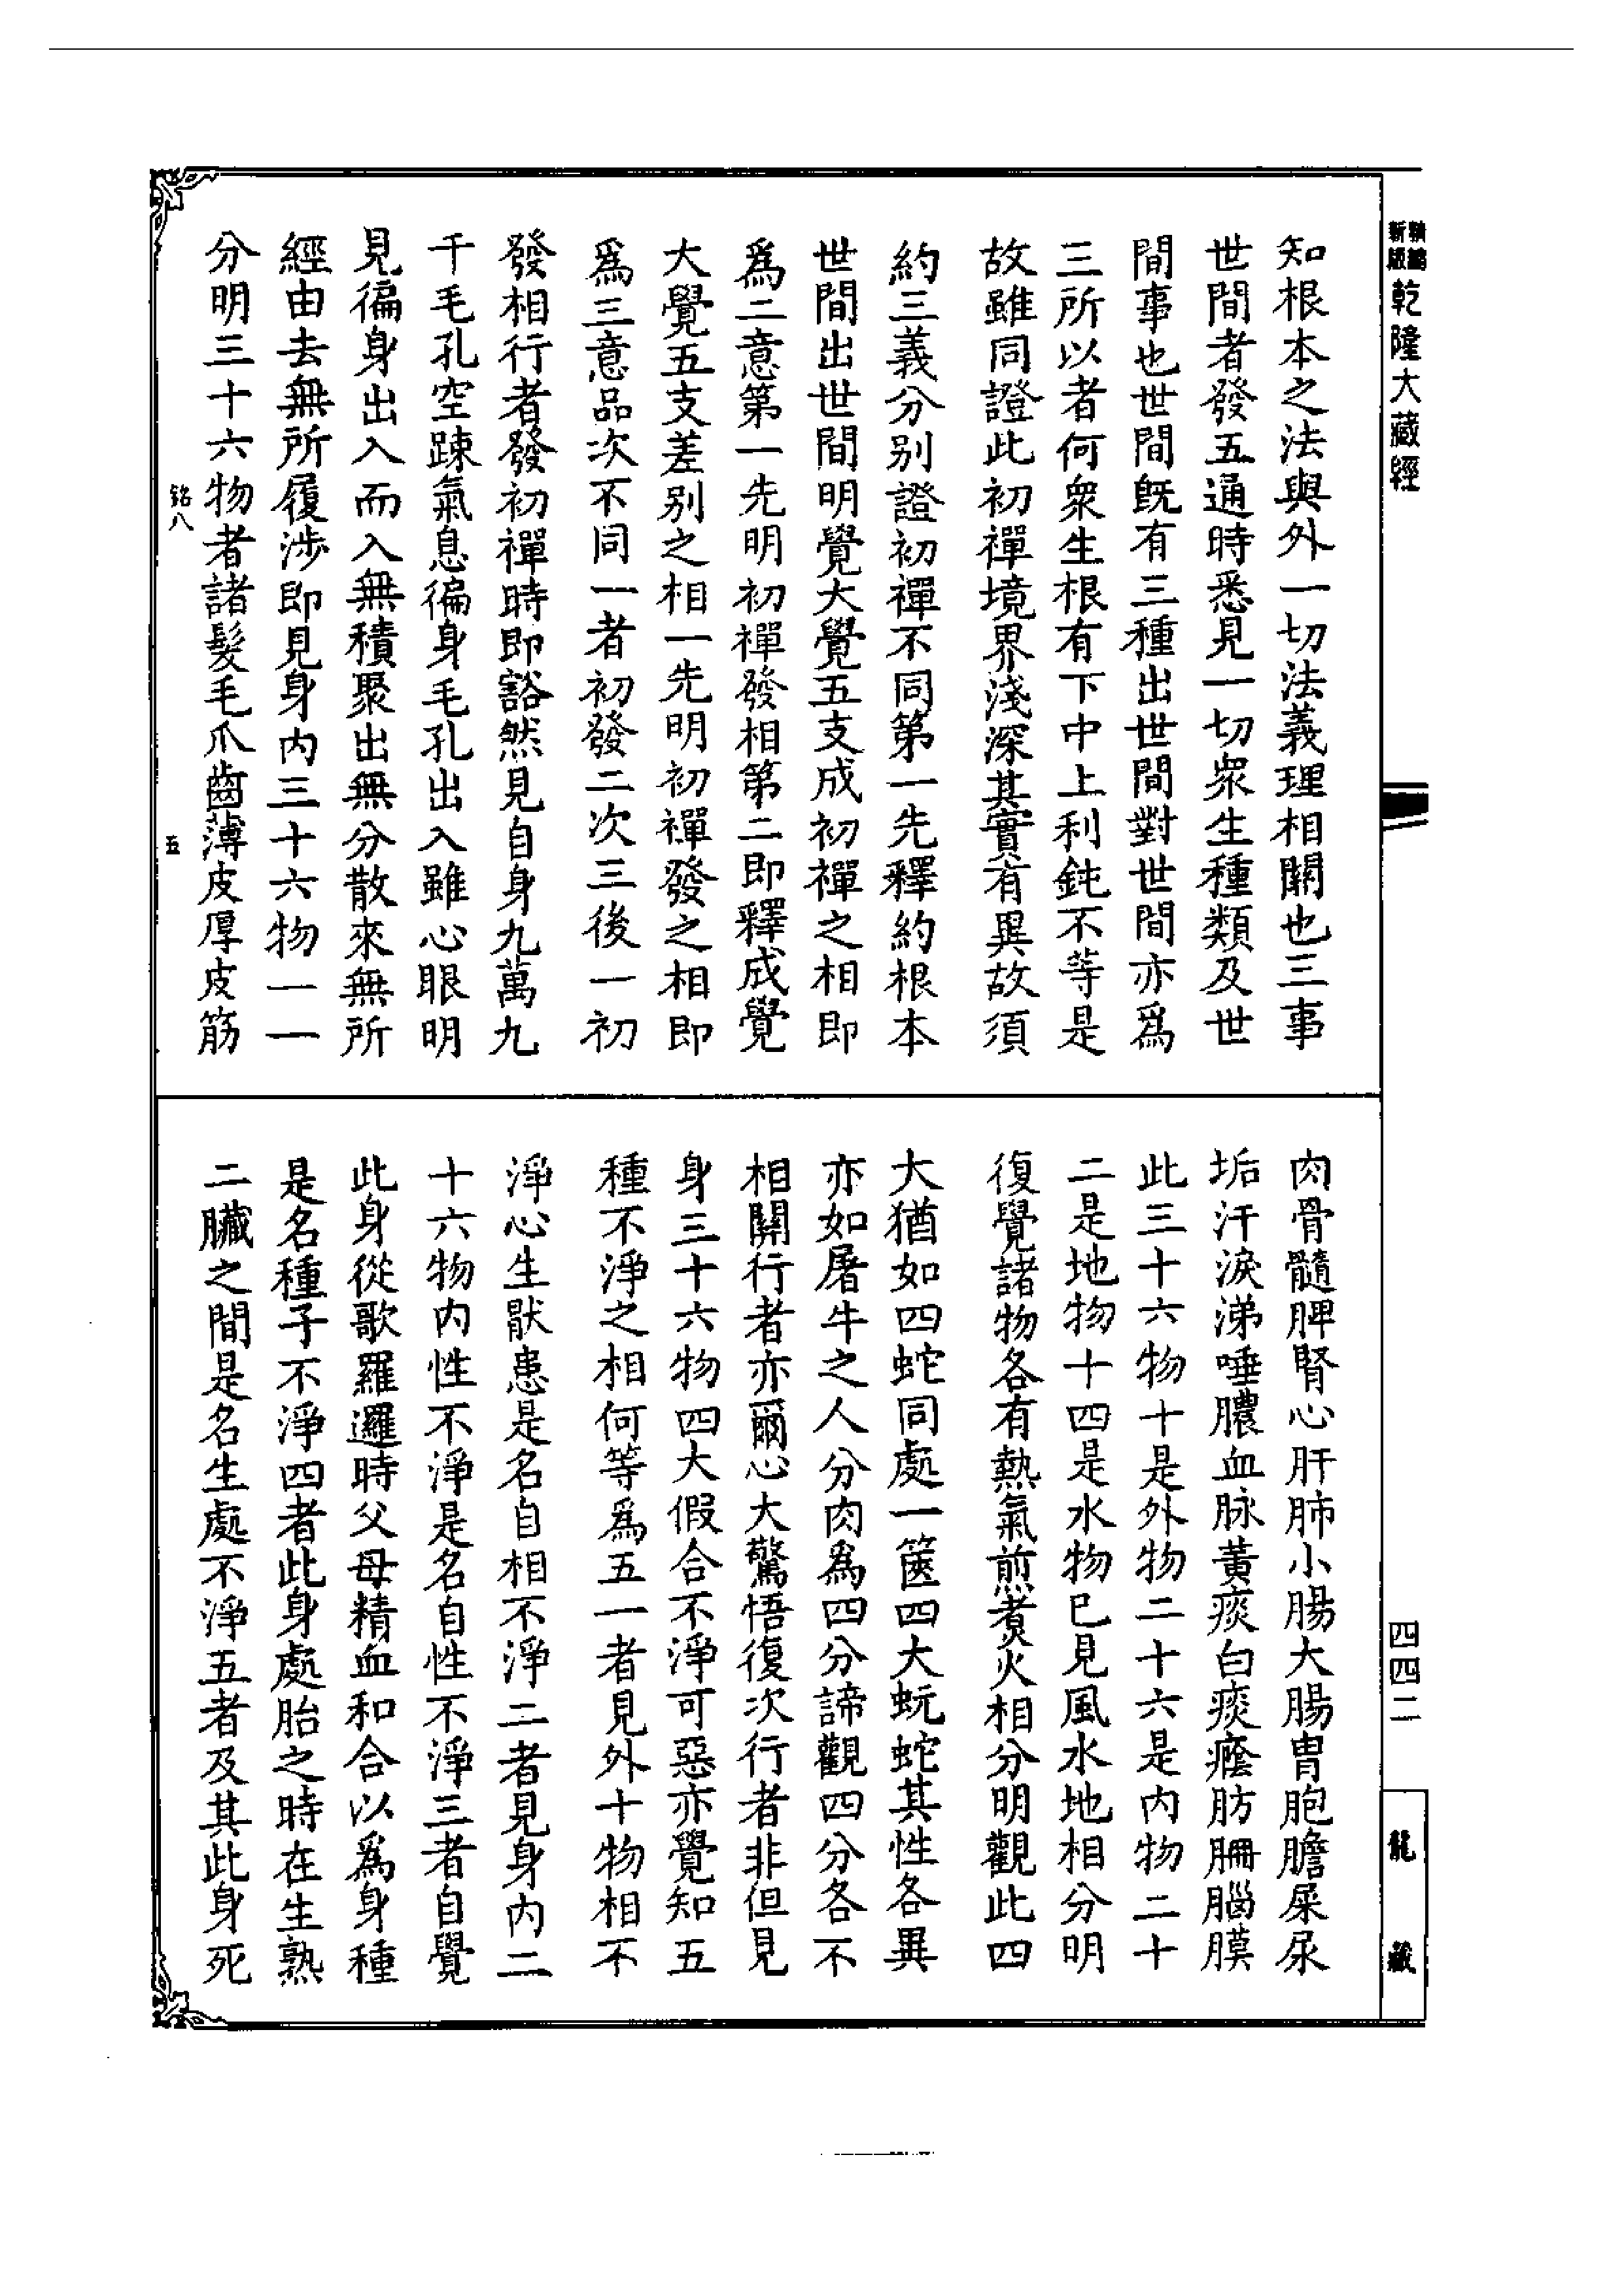 精鑄新版
乾隆大藏經
知根本之法與外一切法義理相關也三事
世間者發五通時悉見一切衆生種類及世
間事也世間旣有三種出世間對世間亦爲
三所以者何衆生根有下中上利鈍不等是
故雖同證此初禪境界淺深其實有異故須
約三義分别證初禪不同第一先釋約根本
世間出世間明覺大覺五支成初禪之相即
爲二意第一先明初禪發相第二即釋成覺
大覺五支差别之相一先明初禪發之相即
爲三意品次不同一者初發二次三後一初
發相行者發初禪時即豁然見自身九萬九
千毛孔空踈氣息徧身毛孔出入雖心眼明
見徧身出入而入無積聚出無分散來無所
經由去無所履涉即見身内三十六物一一
分明三十六物者諸髮毛爪齒薄皮厚皮筋
銘八
五
肉骨髓脾腎心肝肺小腸大腸胃胞膽屎尿
垢汗淚涕唾膿血脉黃痰白痰癊肪𦙱腦膜
此三十六物十是外物二十六是内物二十
二是地物十四是水物已見風水地相分明
復覺諸物各有熱氣煎煮火相分明觀此四
大猶如四蛇同處一篋四大蚖蛇其性各異
亦如屠牛之人分肉爲四分諦觀四分各不
相關行者亦爾心大驚悟復次行者非但見
身三十六物四大假合不淨可惡亦覺知五
種不淨之相何等爲五一者見外十物相不
淨心生猒患是名自相不淨二者見身内二
十六物内性不淨是名自性不淨三者自覺
此身從歌羅邏時父母精血和合以爲身種
是名種子不淨四者此身處胎之時在生熟
二臟之間是名生處不淨五者及其此身死
四四二
龍藏